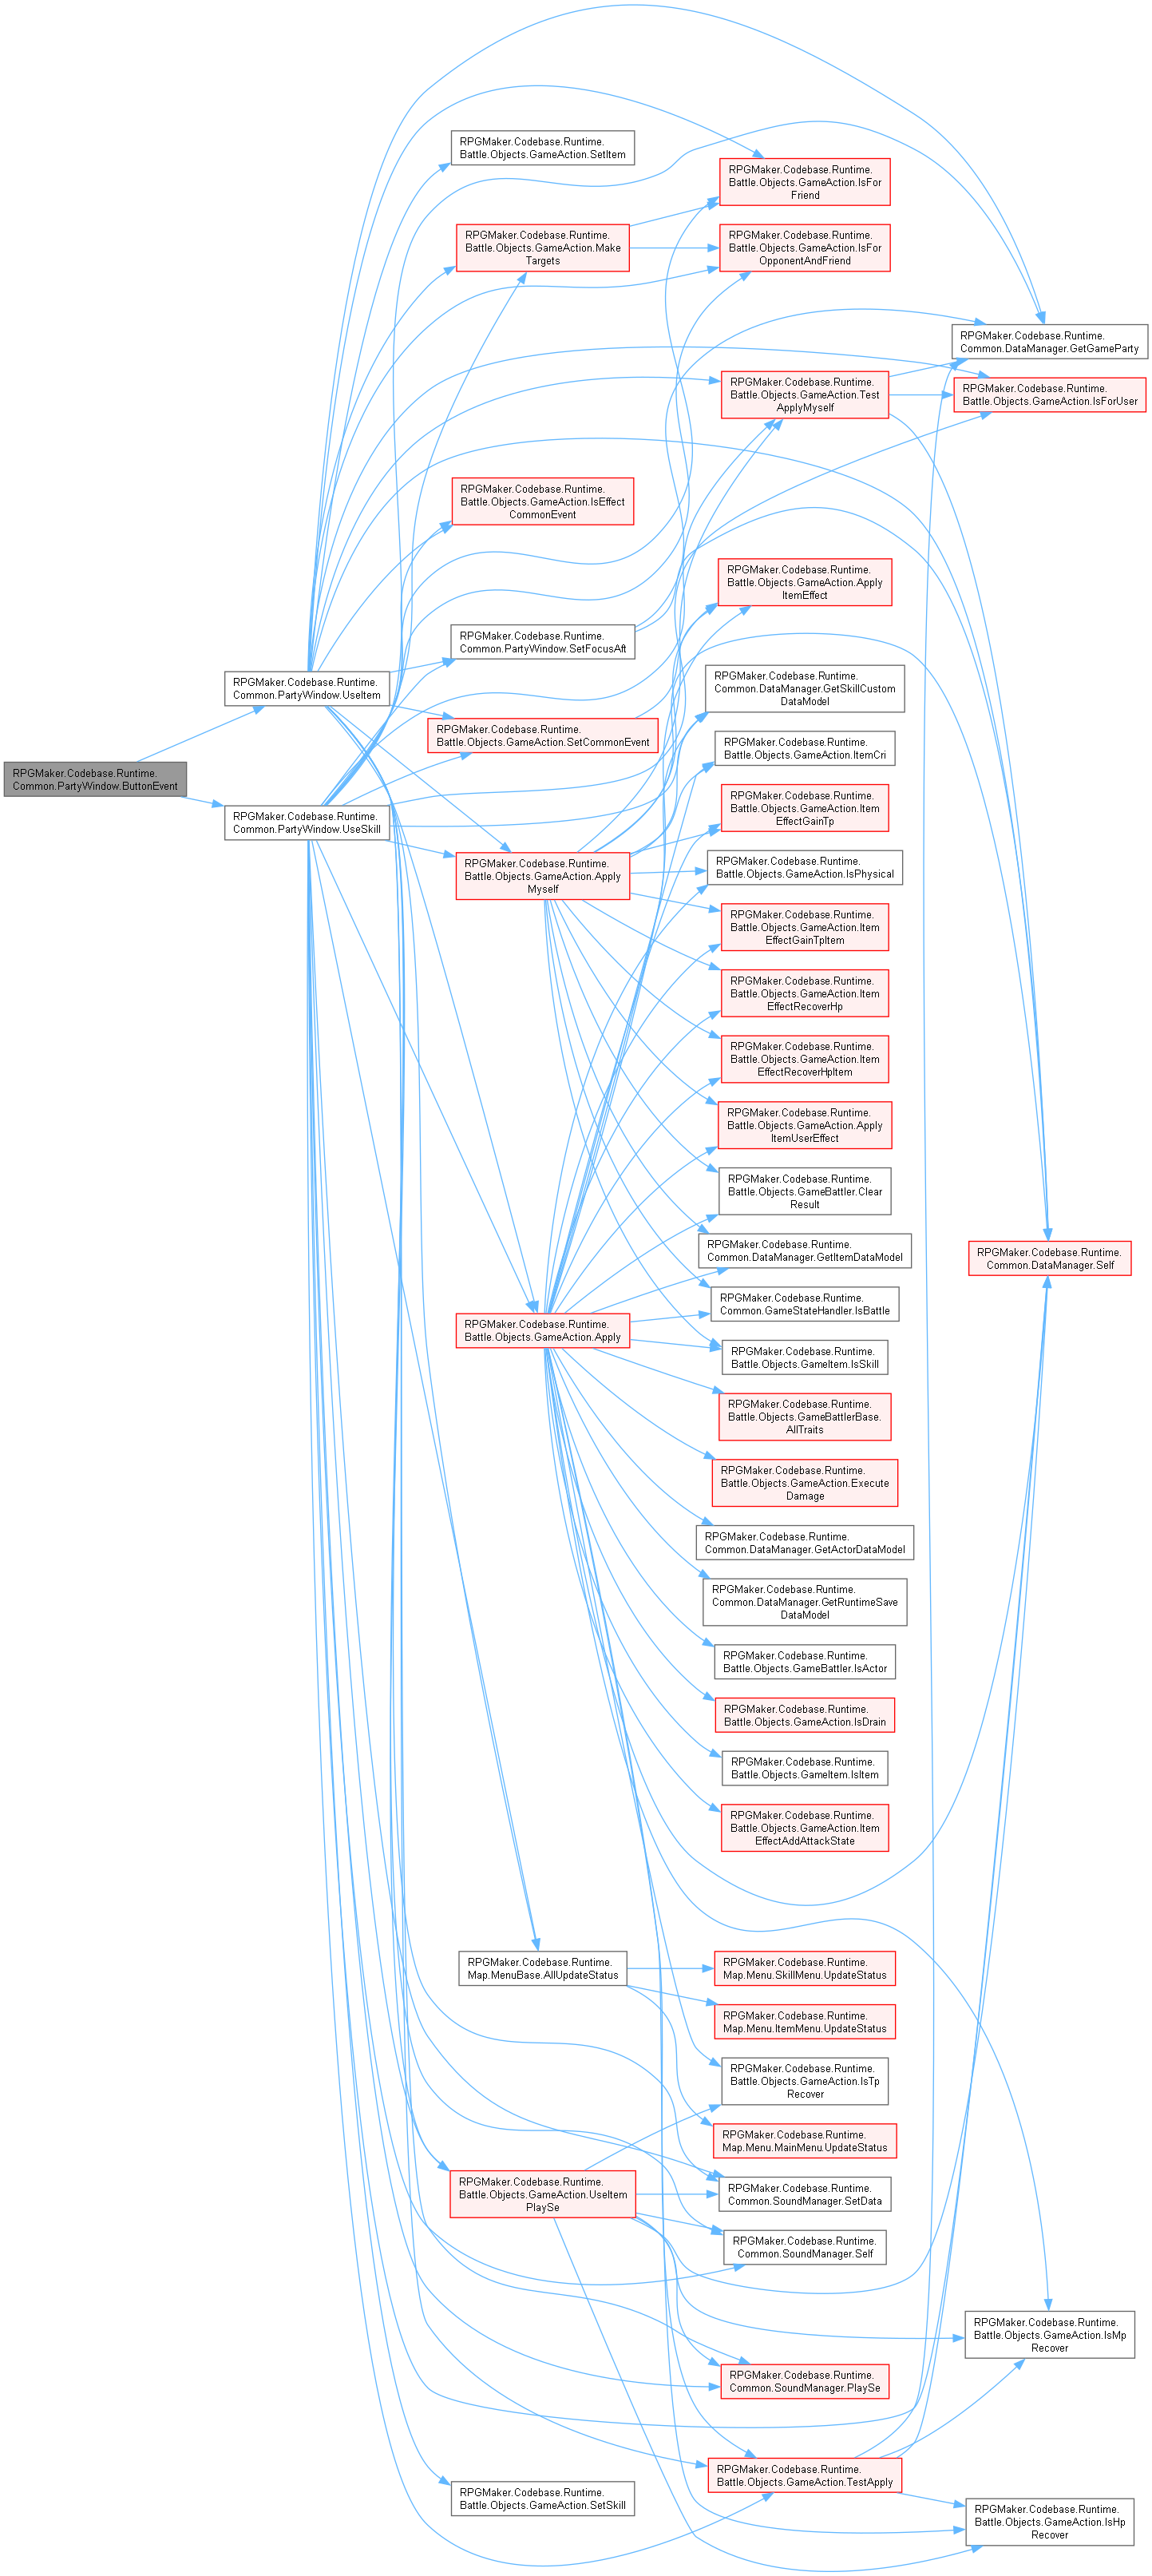 RPGMaker.Codebase.Runtime.
Common.PartyWindow.ButtonEvent
RPGMaker.Codebase.Runtime.
Common.PartyWindow.UseItem
RPGMaker.Codebase.Runtime.
Common.PartyWindow.UseSkill
RPGMaker.Codebase.Runtime.
Battle.Objects.GameAction.SetItem
RPGMaker.Codebase.Runtime.
Battle.Objects.GameAction.Make
Targets
RPGMaker.Codebase.Runtime.
Battle.Objects.GameAction.IsEffect
CommonEvent
RPGMaker.Codebase.Runtime.
Common.PartyWindow.SetFocusAft
RPGMaker.Codebase.Runtime.
Battle.Objects.GameAction.SetCommonEvent
RPGMaker.Codebase.Runtime.
Battle.Objects.GameAction.Apply
Myself
RPGMaker.Codebase.Runtime.
Battle.Objects.GameAction.Apply
RPGMaker.Codebase.Runtime.
Map.MenuBase.AllUpdateStatus
RPGMaker.Codebase.Runtime.
Battle.Objects.GameAction.UseItem
PlaySe
RPGMaker.Codebase.Runtime.
Battle.Objects.GameAction.SetSkill
RPGMaker.Codebase.Runtime.
Battle.Objects.GameAction.IsFor
Friend
RPGMaker.Codebase.Runtime.
Battle.Objects.GameAction.IsFor
OpponentAndFriend
RPGMaker.Codebase.Runtime.
Battle.Objects.GameAction.Test
ApplyMyself
RPGMaker.Codebase.Runtime.
Battle.Objects.GameAction.Apply
ItemEffect
RPGMaker.Codebase.Runtime.
Common.DataManager.GetSkillCustom
DataModel
RPGMaker.Codebase.Runtime.
Battle.Objects.GameAction.ItemCri
RPGMaker.Codebase.Runtime.
Battle.Objects.GameAction.Item
EffectGainTp
RPGMaker.Codebase.Runtime.
Battle.Objects.GameAction.IsPhysical
RPGMaker.Codebase.Runtime.
Battle.Objects.GameAction.Item
EffectGainTpItem
RPGMaker.Codebase.Runtime.
Battle.Objects.GameAction.Item
EffectRecoverHp
RPGMaker.Codebase.Runtime.
Battle.Objects.GameAction.Item
EffectRecoverHpItem
RPGMaker.Codebase.Runtime.
Battle.Objects.GameAction.Apply
ItemUserEffect
RPGMaker.Codebase.Runtime.
Battle.Objects.GameBattler.Clear
Result
RPGMaker.Codebase.Runtime.
Common.DataManager.GetItemDataModel
RPGMaker.Codebase.Runtime.
Common.GameStateHandler.IsBattle
RPGMaker.Codebase.Runtime.
Battle.Objects.GameItem.IsSkill
RPGMaker.Codebase.Runtime.
Battle.Objects.GameBattlerBase.
AllTraits
RPGMaker.Codebase.Runtime.
Battle.Objects.GameAction.Execute
Damage
RPGMaker.Codebase.Runtime.
Common.DataManager.GetActorDataModel
RPGMaker.Codebase.Runtime.
Common.DataManager.GetRuntimeSave
DataModel
RPGMaker.Codebase.Runtime.
Battle.Objects.GameBattler.IsActor
RPGMaker.Codebase.Runtime.
Battle.Objects.GameAction.IsDrain
RPGMaker.Codebase.Runtime.
Battle.Objects.GameItem.IsItem
RPGMaker.Codebase.Runtime.
Battle.Objects.GameAction.Item
EffectAddAttackState
RPGMaker.Codebase.Runtime.
Map.Menu.SkillMenu.UpdateStatus
RPGMaker.Codebase.Runtime.
Map.Menu.ItemMenu.UpdateStatus
RPGMaker.Codebase.Runtime.
Battle.Objects.GameAction.IsTp
Recover
RPGMaker.Codebase.Runtime.
Map.Menu.MainMenu.UpdateStatus
RPGMaker.Codebase.Runtime.
Common.SoundManager.SetData
RPGMaker.Codebase.Runtime.
Common.SoundManager.Self
RPGMaker.Codebase.Runtime.
Common.SoundManager.PlaySe
RPGMaker.Codebase.Runtime.
Battle.Objects.GameAction.TestApply
RPGMaker.Codebase.Runtime.
Common.DataManager.GetGameParty
RPGMaker.Codebase.Runtime.
Battle.Objects.GameAction.IsForUser
RPGMaker.Codebase.Runtime.
Common.DataManager.Self
RPGMaker.Codebase.Runtime.
Battle.Objects.GameAction.IsMp
Recover
RPGMaker.Codebase.Runtime.
Battle.Objects.GameAction.IsHp
Recover